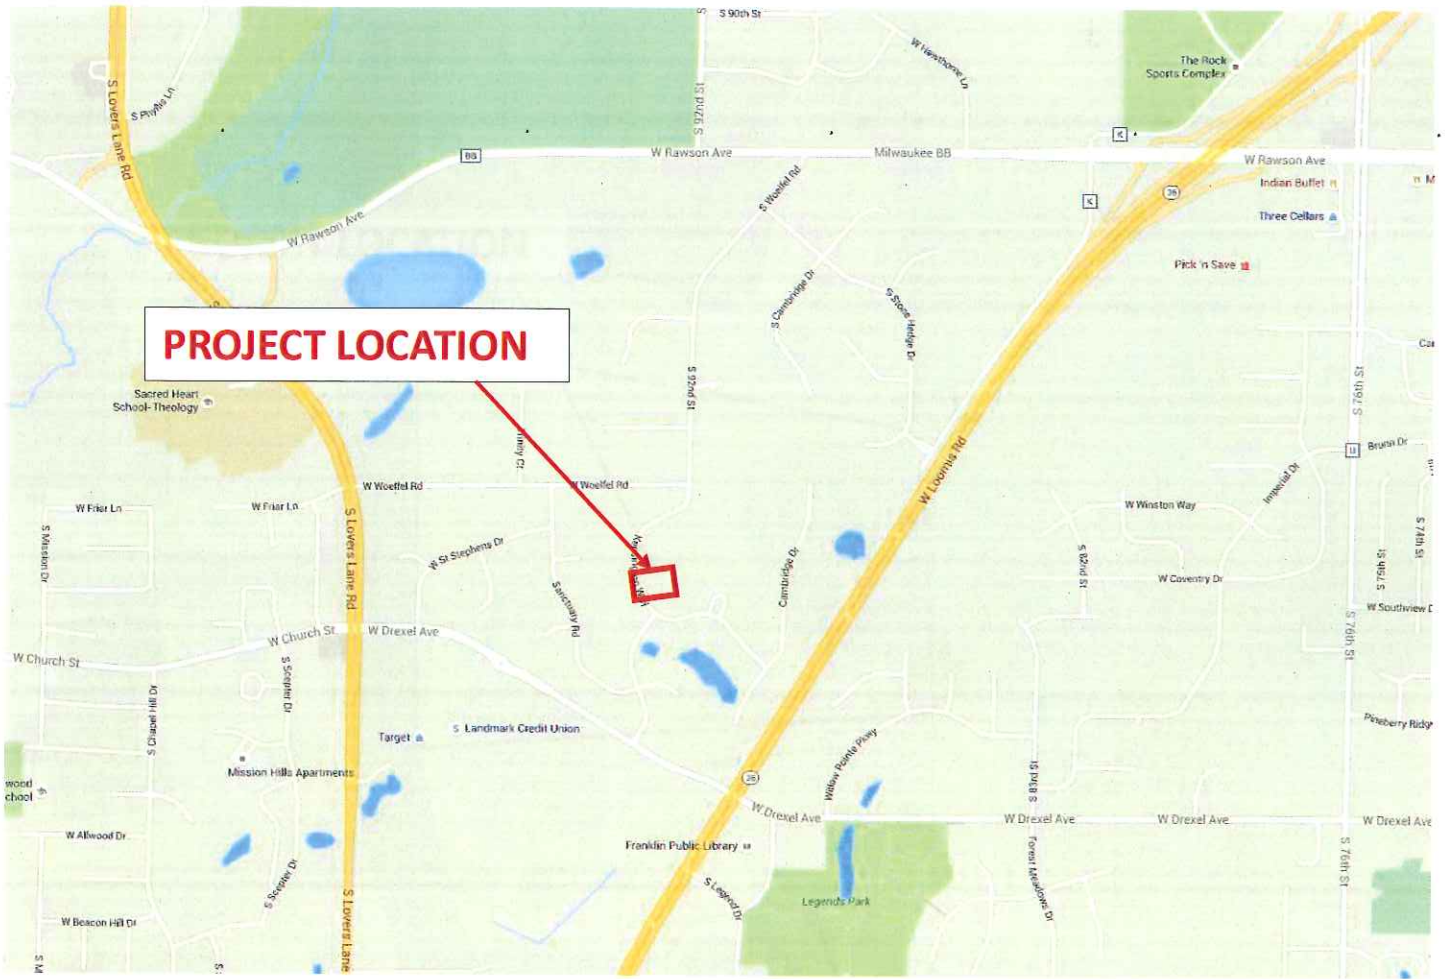 S 90th St
W Hawthorne Ln
The Rock
Sports Complex
S Lovers Lane Rd
S Phyllis Ln
S 92nd St
K
BB
W Rawson Ave
Milwaukee BB
W Rawson Ave
Indian Buffet
M
36
K
S Woelfel Rd
Three Cellars
W Rawson Ave
Pick 'n Save
S Cambridge Dr
S Stone Hedge Dr
PROJECT LOCATION
S 92nd St
S 76th St
Sacred Heart
School-Theology
W Loomis Rd
U
Bruna Dr
Imperial Dr
W Woelfel Rd
W Woelfel Rd
W Friar Ln
W Friar Ln
W Winston Way
S Mission Dr
S Lovers Lane Rd
W St Stephens Dr
S 74th St
S 82nd St
S 75th St
Cambridge Dr
W Coventry Dr
Sanctuary Rd
W Southview D
W Church St
W Drexel Ave
S 76th St
W Church St
S Scepter Dr
S Chapel Hill Dr
Pineberry Ridg
Target
S Landmark Credit Union
Mission Hills Apartments
Willow Pointe Pkwy
36
S 83rd St
wood
chool
W Drexel Ave
W Drexel Ave
W Drexel Ave
W Drexel Ave
W Allwood Dr
Franklin Public Library
S 76th St
S Scepter Dr
S Legend Dr
Forest Meadows Dr
Legends Park
W Beacon Hill Dr
S Lovers Lane
S M
S